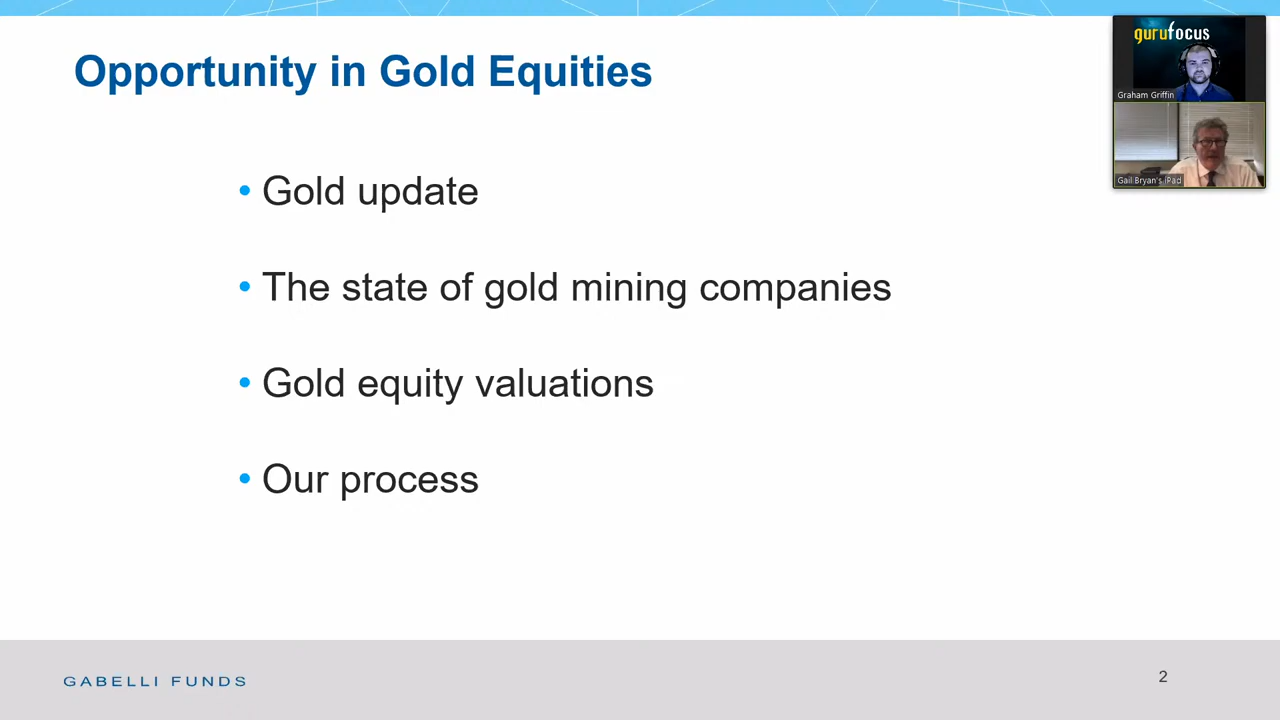 Opportunity in Gold Equities
gurufocus
Graham Griffin
Gail Bryan's iPad
• Gold update
• The state of gold mining companies
• Gold equity valuations
• Our process
GABELLI FUNDS
2